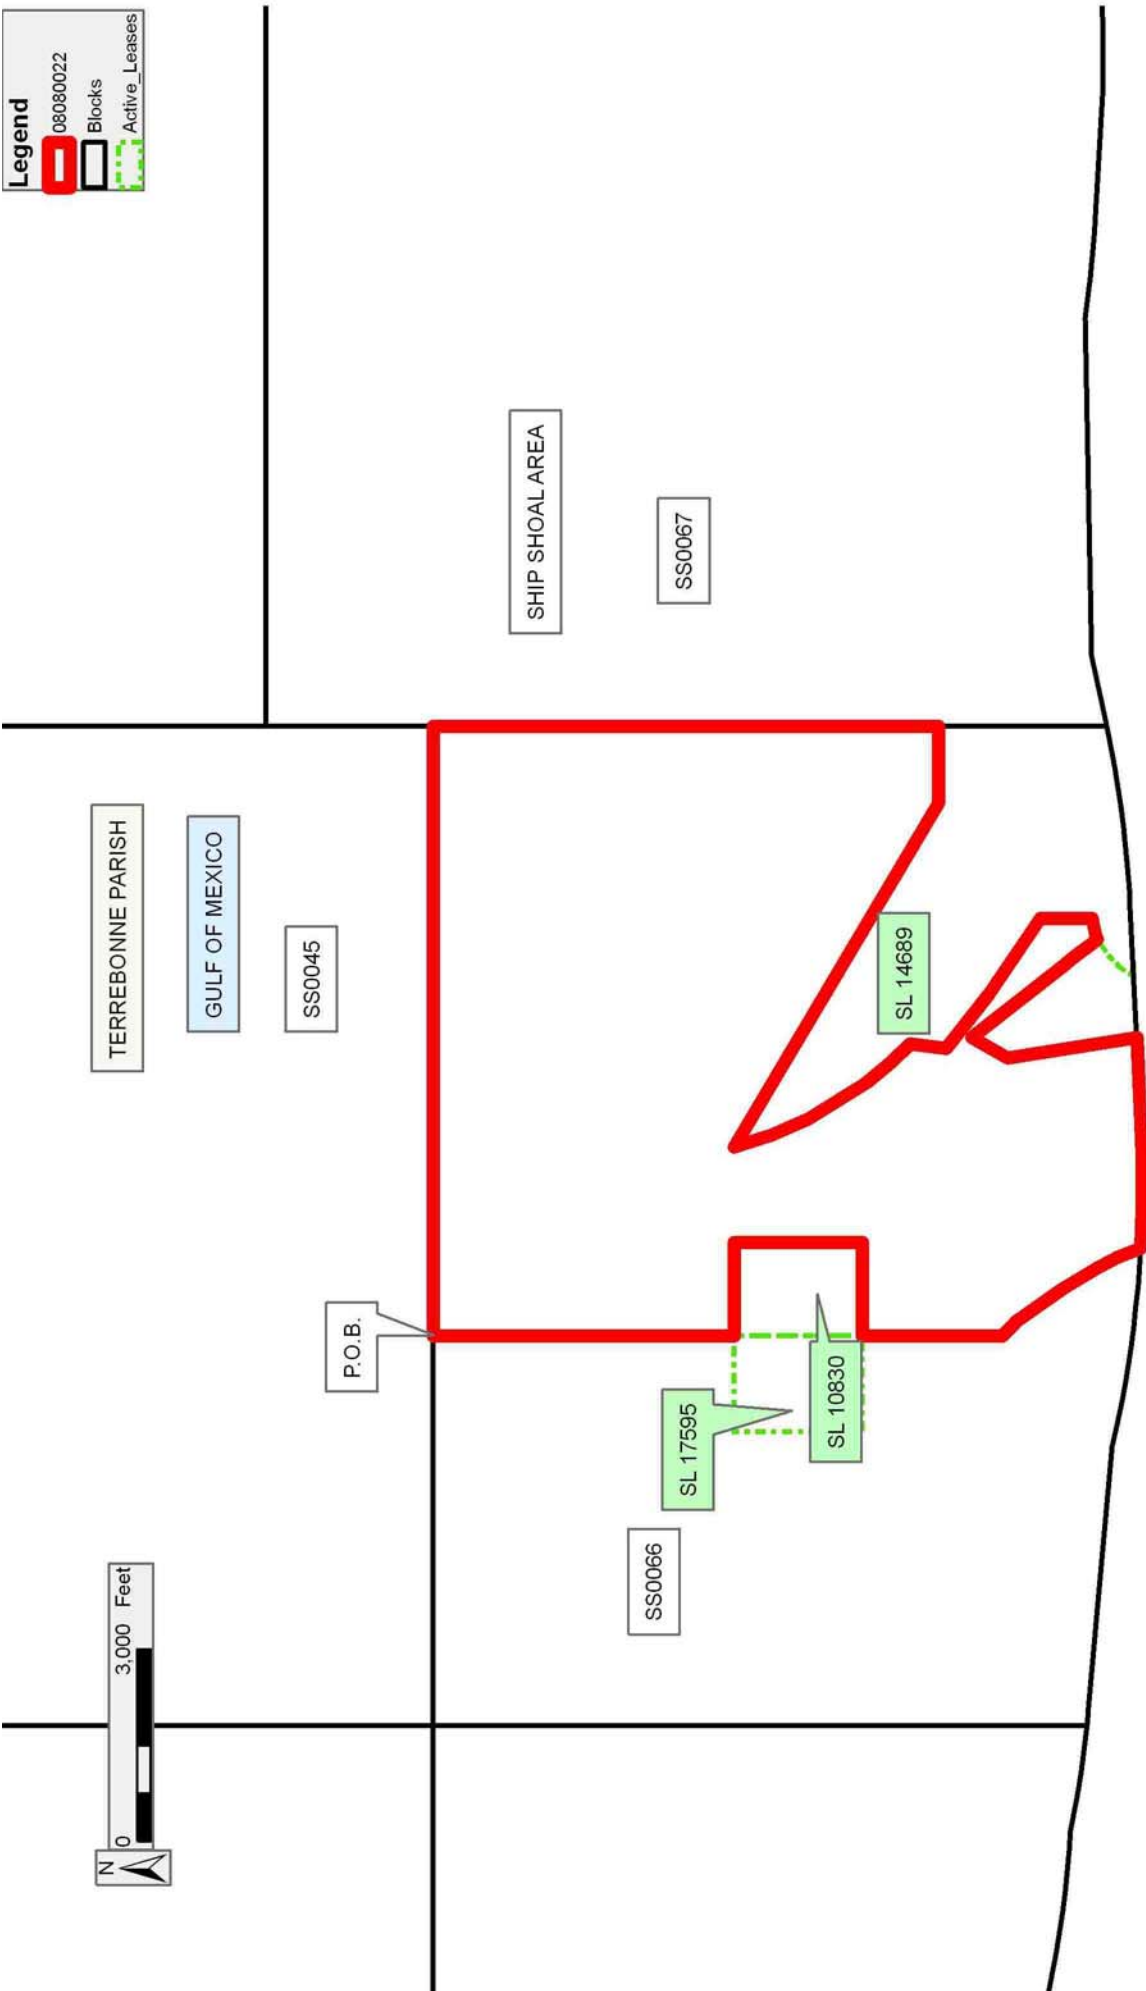 N
0 3,000 Feet
TERREBONNE PARISH
GULF OF MEXICO
SS0045
P.O.B.
SHIP SHOAL AREA
SS0066
SL 17595
SL 10830
SL 14689
SS0067
Legend
08080022
Blocks
Active_Leases